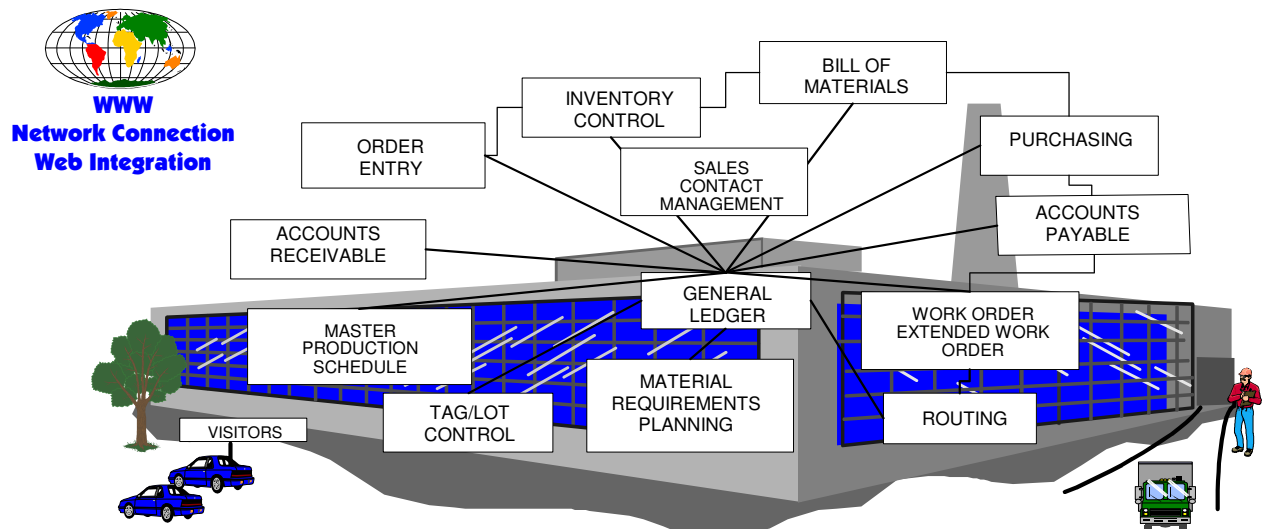 WWW
Network Connection
Web Integration
BILL OF
MATERIALS
INVENTORY
CONTROL
ORDER
ENTRY
PURCHASING
SALES
CONTACT
MANAGEMENT
ACCOUNTS
PAYABLE
ACCOUNTS
RECEIVABLE
GENERAL
LEDGER
WORK ORDER
EXTENDED WORK
ORDER
MASTER
PRODUCTION
SCHEDULE
MATERIAL
REQUIREMENTS
PLANNING
TAG/LOT
CONTROL
ROUTING
VISITORS